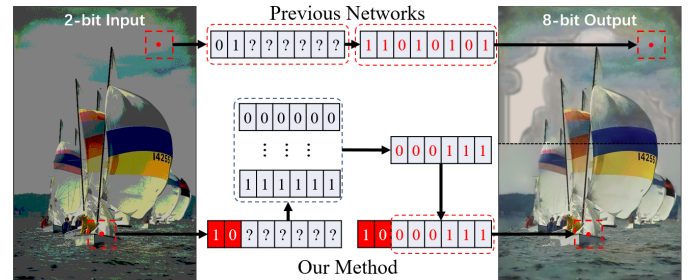 2-bit Input
Previous Networks
8-bit Output
0 1 ? ? ? ? ? ?
1 1 0 1 0 1 0 1
0 0 0 0 0 0
⋮ ⋮ ⋮
1 1 1 1 1 1
0 0 0 1 1 1
1425
1425
1 0 ? ? ? ? ? ?
1 0 0 0 0 1 1 1
Our Method